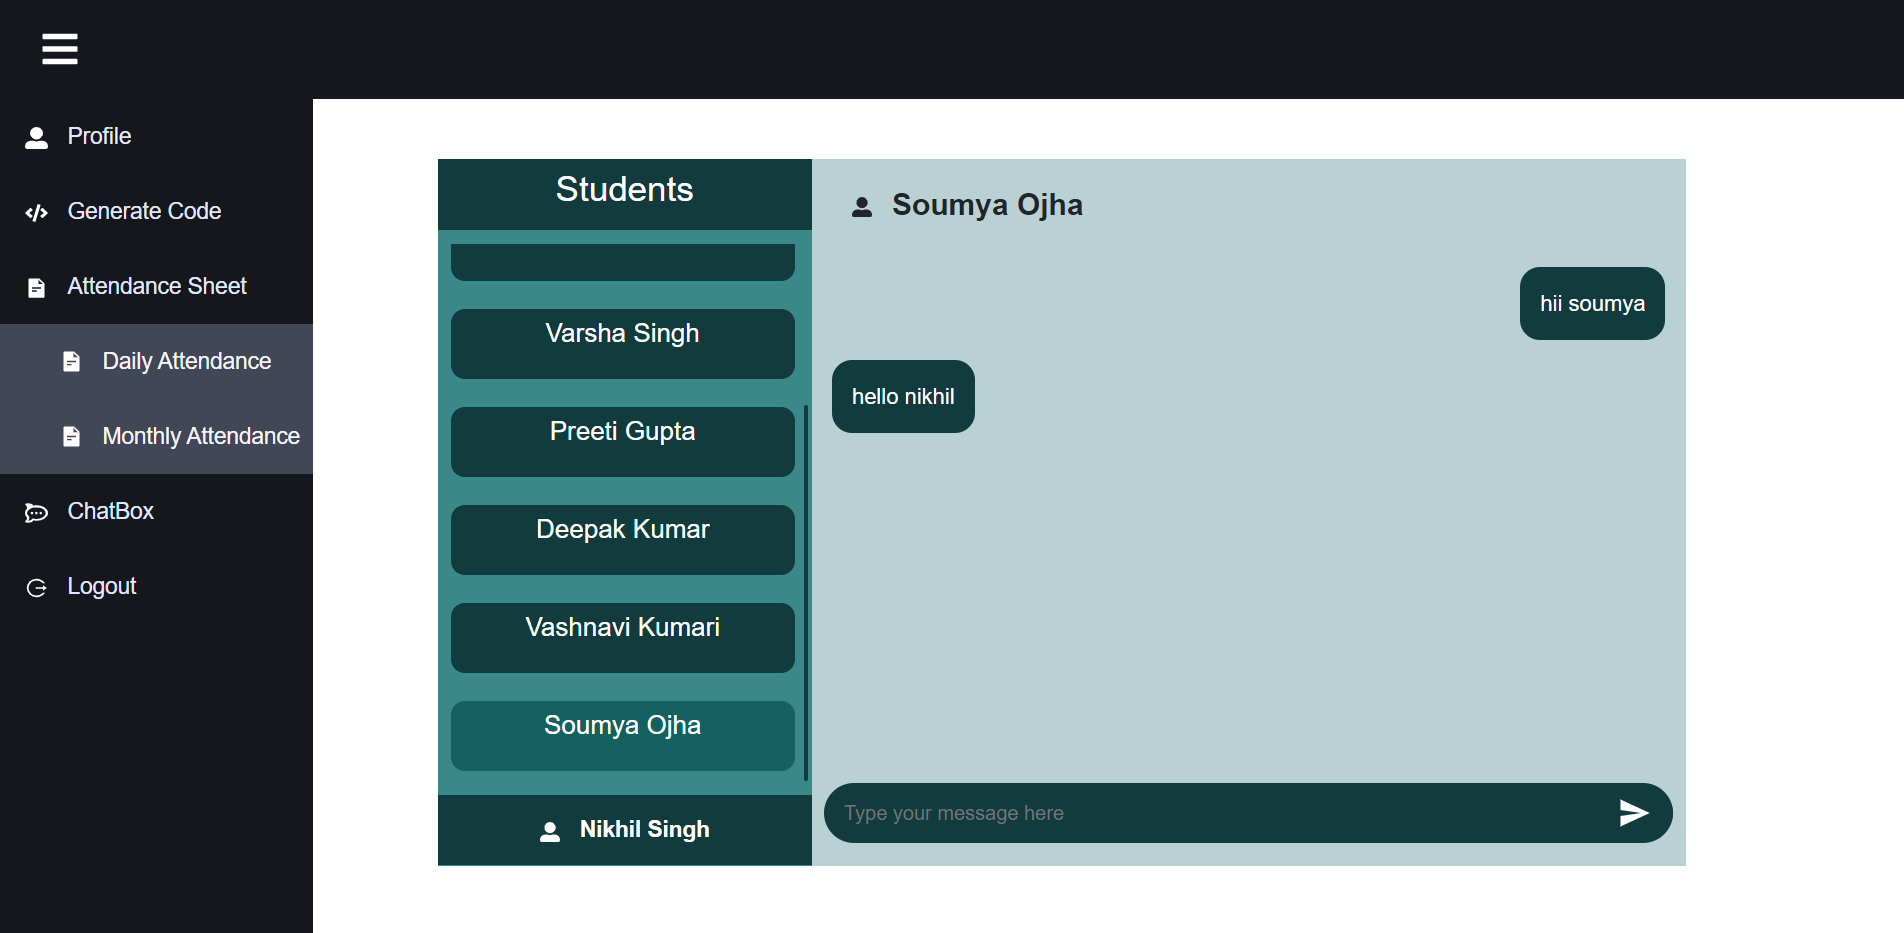 Profile
Generate Code
Attendance Sheet
Daily Attendance
Monthly Attendance
ChatBox
Logout
Students
Varsha Singh
Preeti Gupta
Deepak Kumar
Vashnavi Kumari
Soumya Ojha
Nikhil Singh
Soumya Ojha
hii soumya
hello nikhil
Type your message here